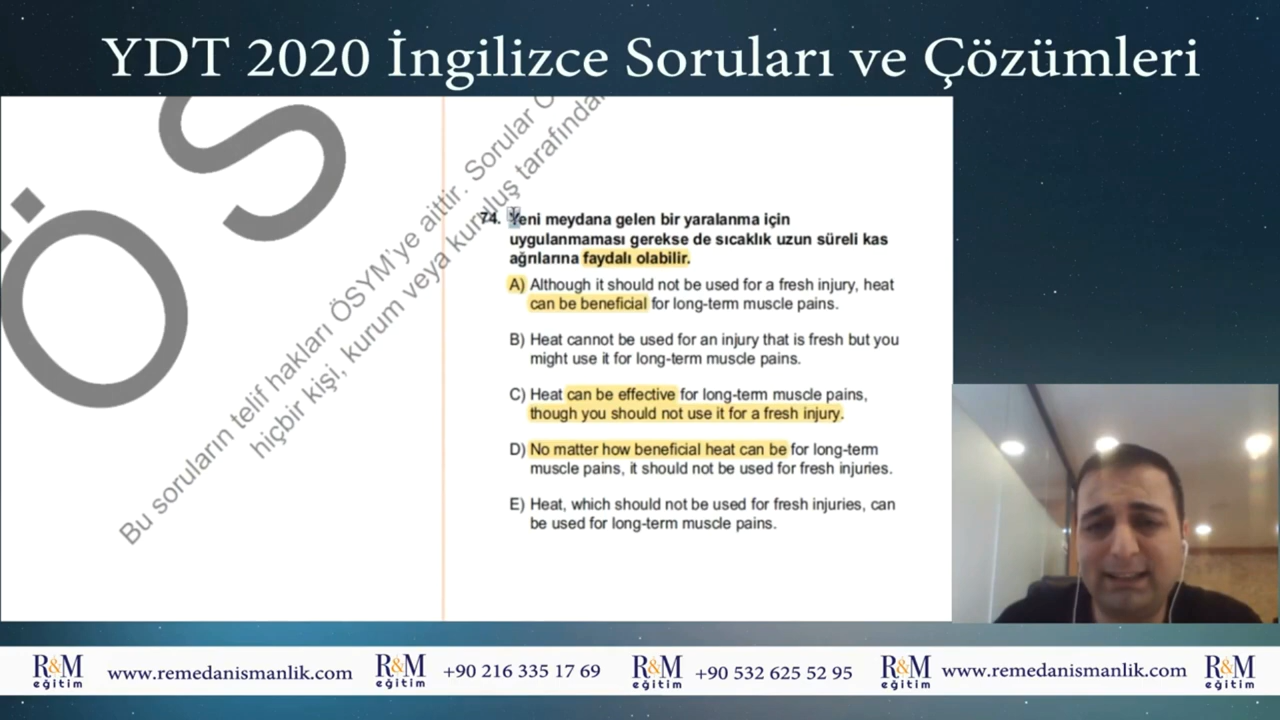 YDT 2020 İngilizce Soruları ve Çözümleri
ÖS
Bu soruların telif hakları ÖSYM'ye aittir. Sorular Ö
hiçbir kişi, kurum veya kuruluş tarafından
74. Yeni meydana gelen bir yaralanma için
uygulanmaması gerekse de sıcaklık uzun süreli kas
ağrılarına faydalı olabilir.
A) Although it should not be used for a fresh injury, heat
can be beneficial for long-term muscle pains.
B) Heat cannot be used for an injury that is fresh but you
might use it for long-term muscle pains.
C) Heat can be effective for long-term muscle pains,
though you should not use it for a fresh injury.
D) No matter how beneficial heat can be for long-term
muscle pains, it should not be used for fresh injuries.
E) Heat, which should not be used for fresh injuries, can
be used for long-term muscle pains.
R&M eğitim www.remedanismanlik.com R&M eğitim +90 216 335 17 69 R&M eğitim +90 532 625 52 95 R&M eğitim www.remedanismanlik.com R&M eğitim